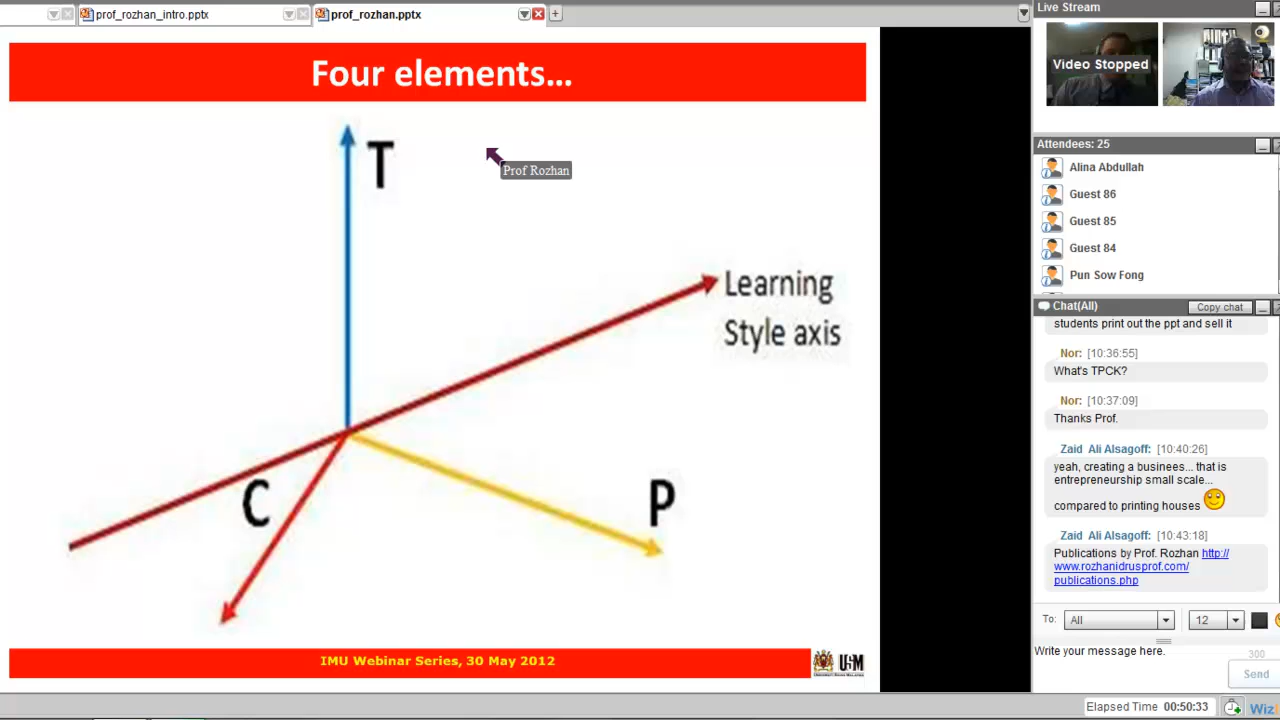 prof_rozhan_intro.pptx
prof_rozhan.pptx
Four elements...
T
Prof Rozhan
Learning
Style axis
C
P
IMU Webinar Series, 30 May 2012
USM
Live Stream
Video Stopped
Attendees: 25
Alina Abdullah
Guest 86
Guest 85
Guest 84
Pun Sow Fong
Chat(All)
Copy chat
students print out the ppt and sell it
Nor: [10:36:55]
What's TPCK?
Nor: [10:37:09]
Thanks Prof.
Zaid Ali Alsagoff: [10:40:26]
yeah, creating a businees... that is
entrepreneurship small scale...
compared to printing houses
Zaid Ali Alsagoff: [10:43:18]
Publications by Prof. Rozhan http://
www.rozhanidrusprof.com/
publications.php
To: All 12
Write your message here.
300
Send
Elapsed Time 00:50:33
Wiz